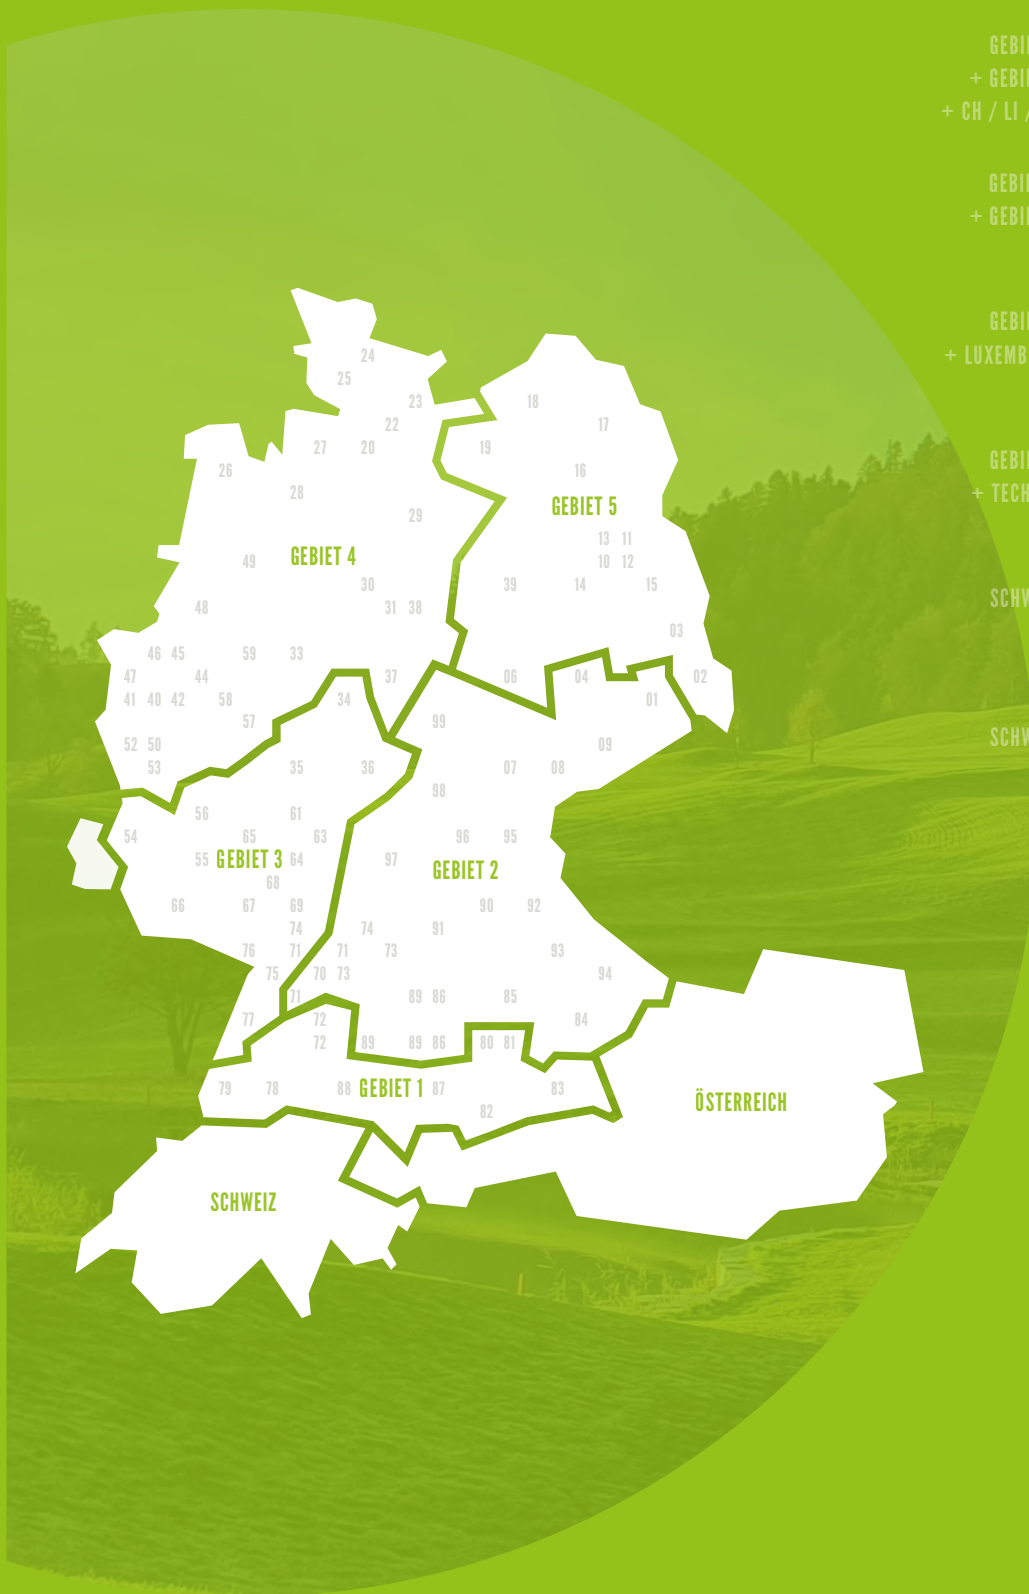 GEBI
+ GEBI
+ CH / LI /
GEBI
+ GEBI
GEBI
+ LUXEMB
GEBI
+ TECH
SCHW
SCHW
24
25
23 18
22 17
27 20 19
26 16
28
29
GEBIET 5
13 11
GEBIET 4
49 10 12
30 39 14 15
48 31 38
03
46 45 59 33
47 44 37 06 04 02
41 40 42 58 34 01
57 99
52 50 09
53 35 36 07 08
98
56 61
54 65 63 96 95
55 GEBIET 3 64 97
GEBIET 2
68
66 67 69 90 92
74 74 91
76 71 71 73 93
75 70 73 94
71 89 86 85
77 72 84
72 89 89 86 80 81
79 78 88 GEBIET 1 87 83
ÖSTERREICH
82
SCHWEIZ